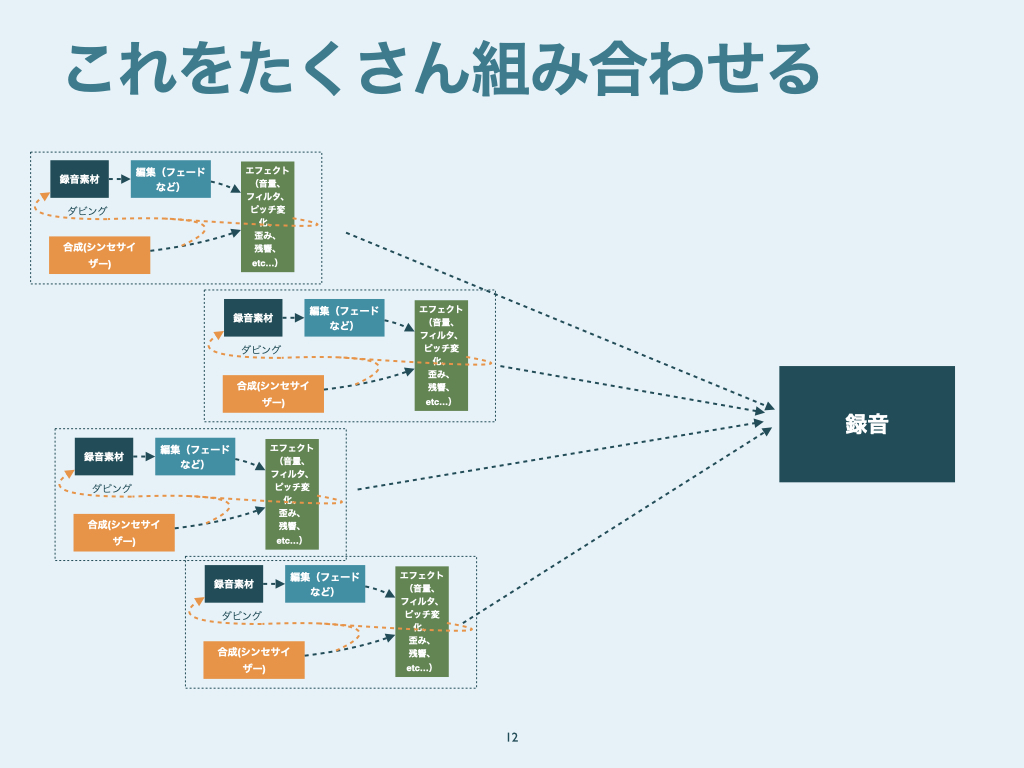 これをたくさん組み合わせる
録音素材
編集（フェード
など）
エフェクト
（音量、
フィルタ、
ピッチ変
化、
歪み、
残響、
etc...）
ダビング
合成(シンセサイ
ザー)
録音素材
編集（フェード
など）
エフェクト
（音量、
フィルタ、
ピッチ変
化、
歪み、
残響、
etc...）
ダビング
合成(シンセサイ
ザー)
録音
録音素材
編集（フェード
など）
エフェクト
（音量、
フィルタ、
ピッチ変
化、
歪み、
残響、
etc...）
ダビング
合成(シンセサイ
ザー)
録音素材
編集（フェード
など）
エフェクト
（音量、
フィルタ、
ピッチ変
化、
歪み、
残響、
etc...）
ダビング
合成(シンセサイ
ザー)
12